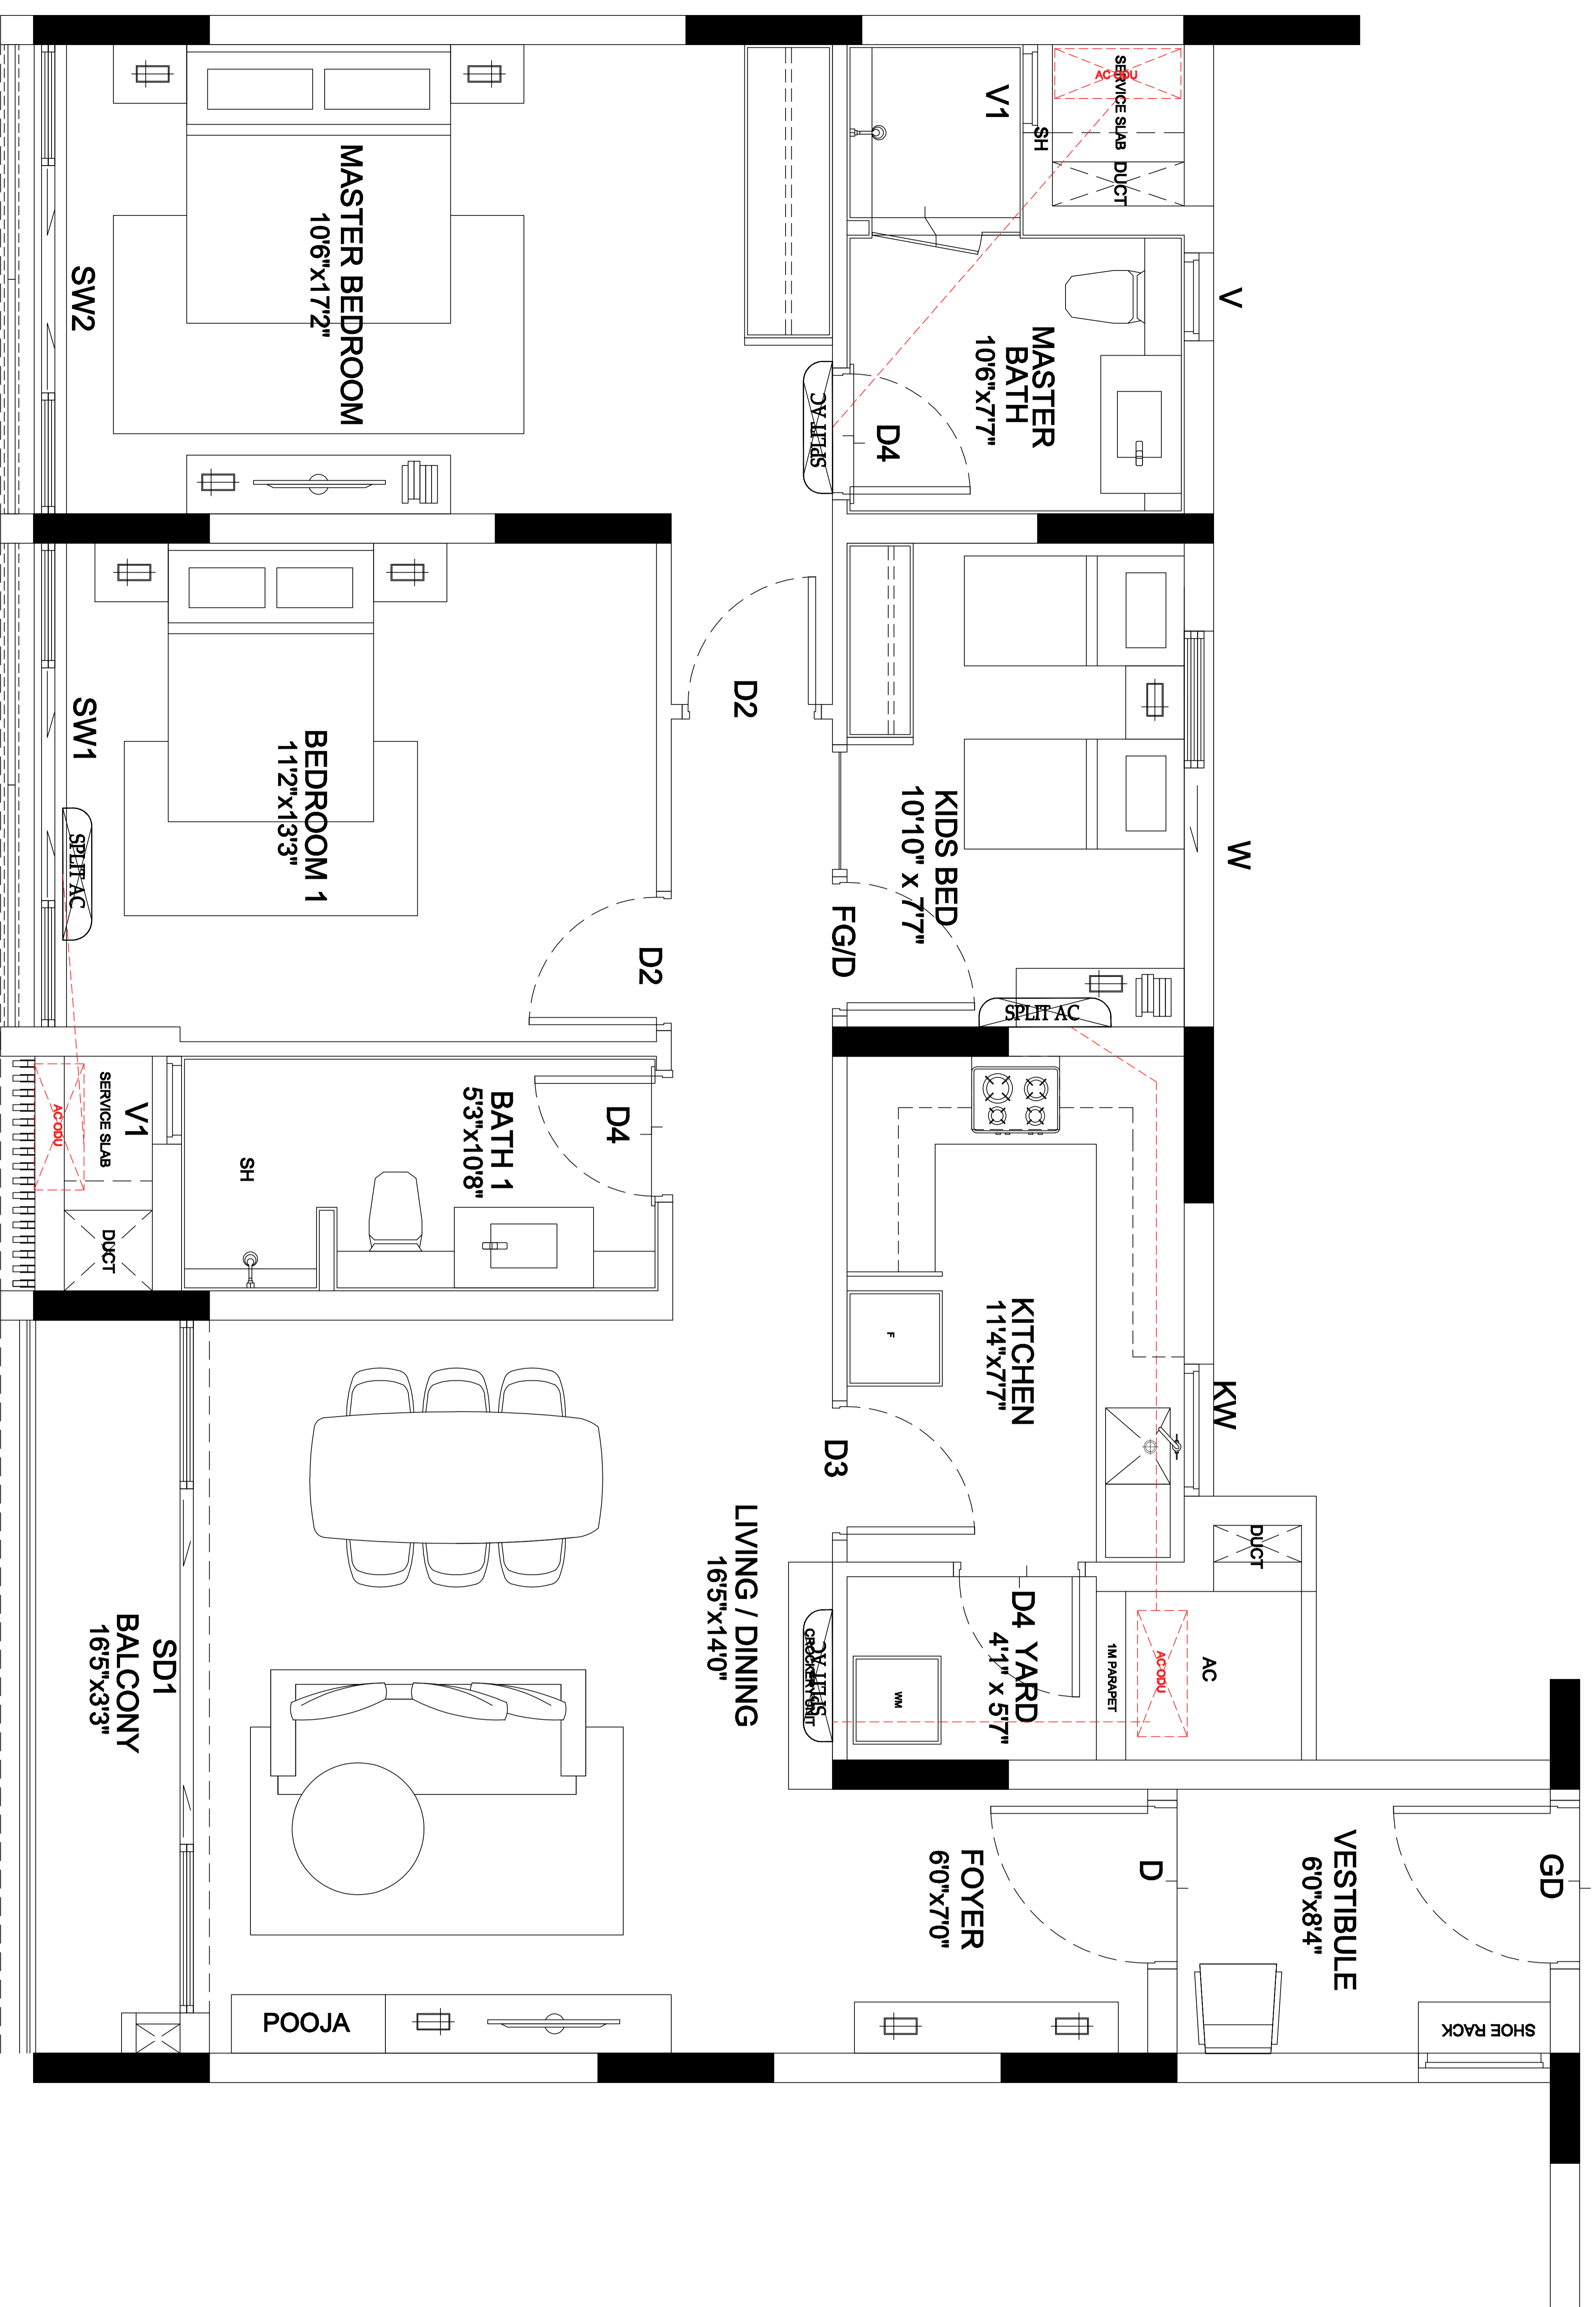 GD
VESTIBULE
6'0"x8'4"
SHOE RACK
D
FOYER
6'0"x7'0"
V
W
KW
SERVICE SLAB
AC ODU
DUCT
SH
V1
MASTER
BATH
10'6"x7'7"
D4
SPLIT AC
KIDS BED
10'10" x 7'7"
FG/D
SPLIT AC
KITCHEN
11'4"x7'7"
F
D3
DUCT
AC
AC ODU
1M PARAPET
D4
YARD
4'1" x 5'7"
WM
SPLIT AC
CROCKERY UNIT
D2
D2
LIVING / DINING
16'5"x14'0"
MASTER BEDROOM
10'6"x17'2"
SW2
BEDROOM 1
11'2"x13'3"
SW1
SPLIT AC
D4
BATH 1
5'3"x10'8"
SH
V1
SERVICE SLAB
AC ODU
DUCT
POOJA
SD1
BALCONY
16'5"x3'3"